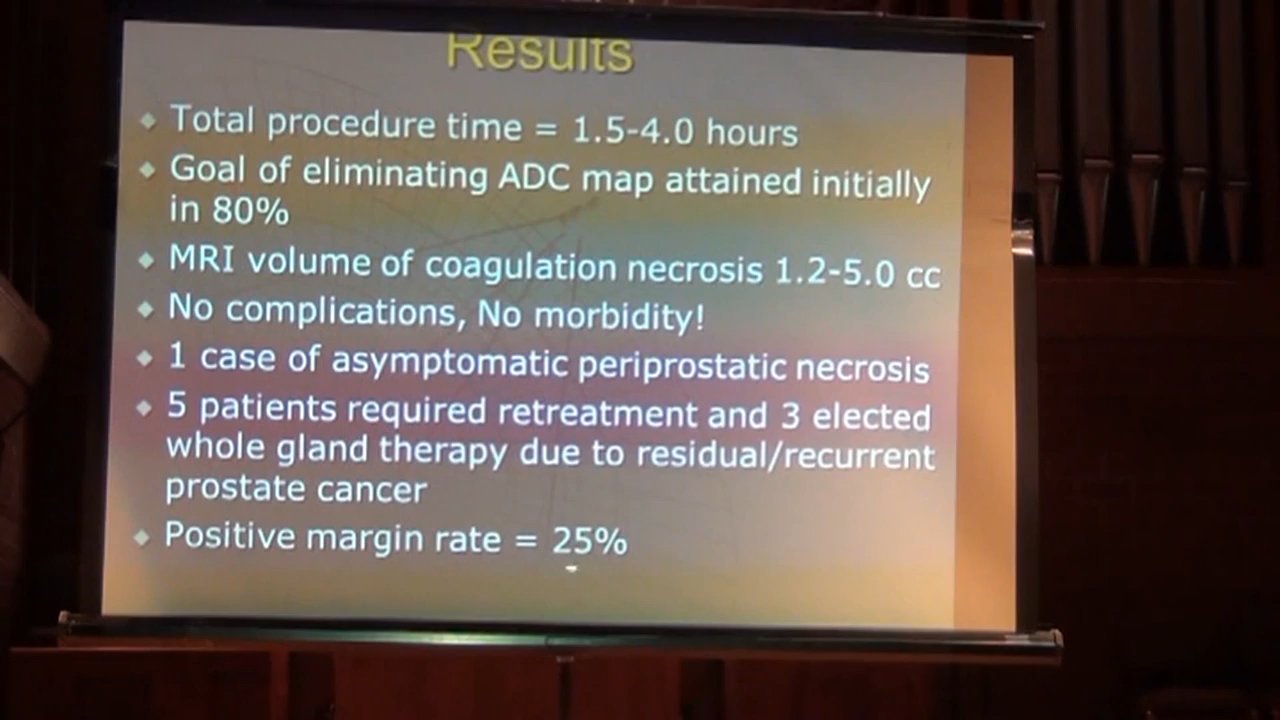 Results
Total procedure time = 1.5-4.0 hours
Goal of eliminating ADC map attained initially
in 80%
MRI volume of coagulation necrosis 1.2-5.0 cc
No complications, No morbidity!
1 case of asymptomatic periprostatic necrosis
5 patients required retreatment and 3 elected
whole gland therapy due to residual/recurrent
prostate cancer
Positive margin rate = 25%